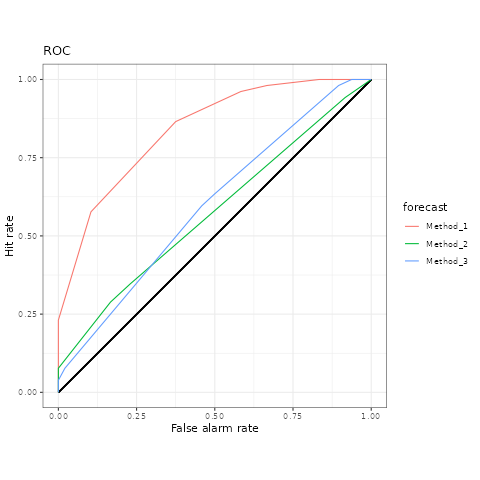 ROC
1.00
0.75
0.50
0.25
0.00
Hit rate
0.00 0.25 0.50 0.75 1.00
False alarm rate
forecast
Method_1
Method_2
Method_3